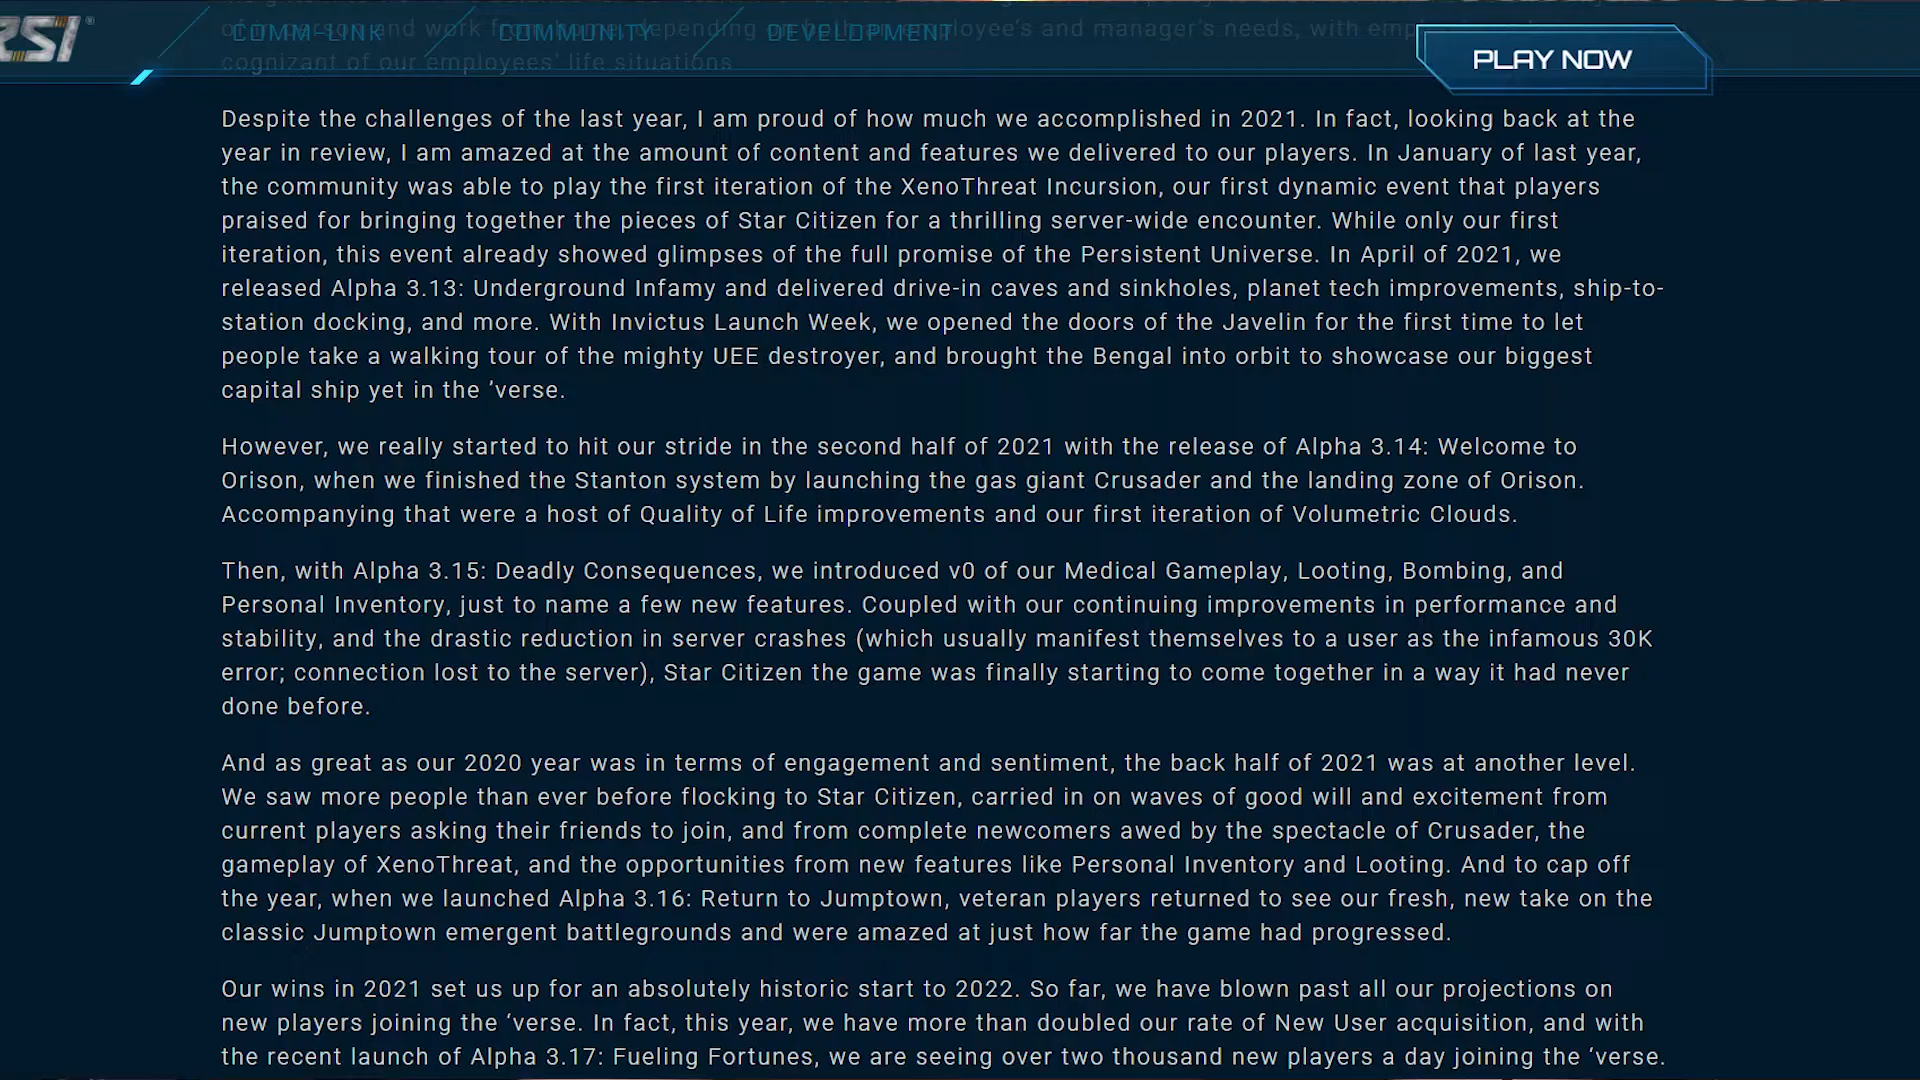 RSI®
COMM-LINK COMMUNITY DEVELOPMENT
PLAY NOW
and manager's needs, with
cognizant of our employees' life situations
Despite the challenges of the last year, I am proud of how much we accomplished in 2021. In fact, looking back at the
year in review, I am amazed at the amount of content and features we delivered to our players. In January of last year,
the community was able to play the first iteration of the XenoThreat Incursion, our first dynamic event that players
praised for bringing together the pieces of Star Citizen for a thrilling server-wide encounter. While only our first
iteration, this event already showed glimpses of the full promise of the Persistent Universe. In April of 2021, we
released Alpha 3.13: Underground Infamy and delivered drive-in caves and sinkholes, planet tech improvements, ship-to-
station docking, and more. With Invictus Launch Week, we opened the doors of the Javelin for the first time to let
people take a walking tour of the mighty UEE destroyer, and brought the Bengal into orbit to showcase our biggest
capital ship yet in the ’verse.
However, we really started to hit our stride in the second half of 2021 with the release of Alpha 3.14: Welcome to
Orison, when we finished the Stanton system by launching the gas giant Crusader and the landing zone of Orison.
Accompanying that were a host of Quality of Life improvements and our first iteration of Volumetric Clouds.
Then, with Alpha 3.15: Deadly Consequences, we introduced v0 of our Medical Gameplay, Looting, Bombing, and
Personal Inventory, just to name a few new features. Coupled with our continuing improvements in performance and
stability, and the drastic reduction in server crashes (which usually manifest themselves to a user as the infamous 30K
error; connection lost to the server), Star Citizen the game was finally starting to come together in a way it had never
done before.
And as great as our 2020 year was in terms of engagement and sentiment, the back half of 2021 was at another level.
We saw more people than ever before flocking to Star Citizen, carried in on waves of good will and excitement from
current players asking their friends to join, and from complete newcomers awed by the spectacle of Crusader, the
gameplay of XenoThreat, and the opportunities from new features like Personal Inventory and Looting. And to cap off
the year, when we launched Alpha 3.16: Return to Jumptown, veteran players returned to see our fresh, new take on the
classic Jumptown emergent battlegrounds and were amazed at just how far the game had progressed.
Our wins in 2021 set us up for an absolutely historic start to 2022. So far, we have blown past all our projections on
new players joining the ‘verse. In fact, this year, we have more than doubled our rate of New User acquisition, and with
the recent launch of Alpha 3.17: Fueling Fortunes, we are seeing over two thousand new players a day joining the ‘verse.